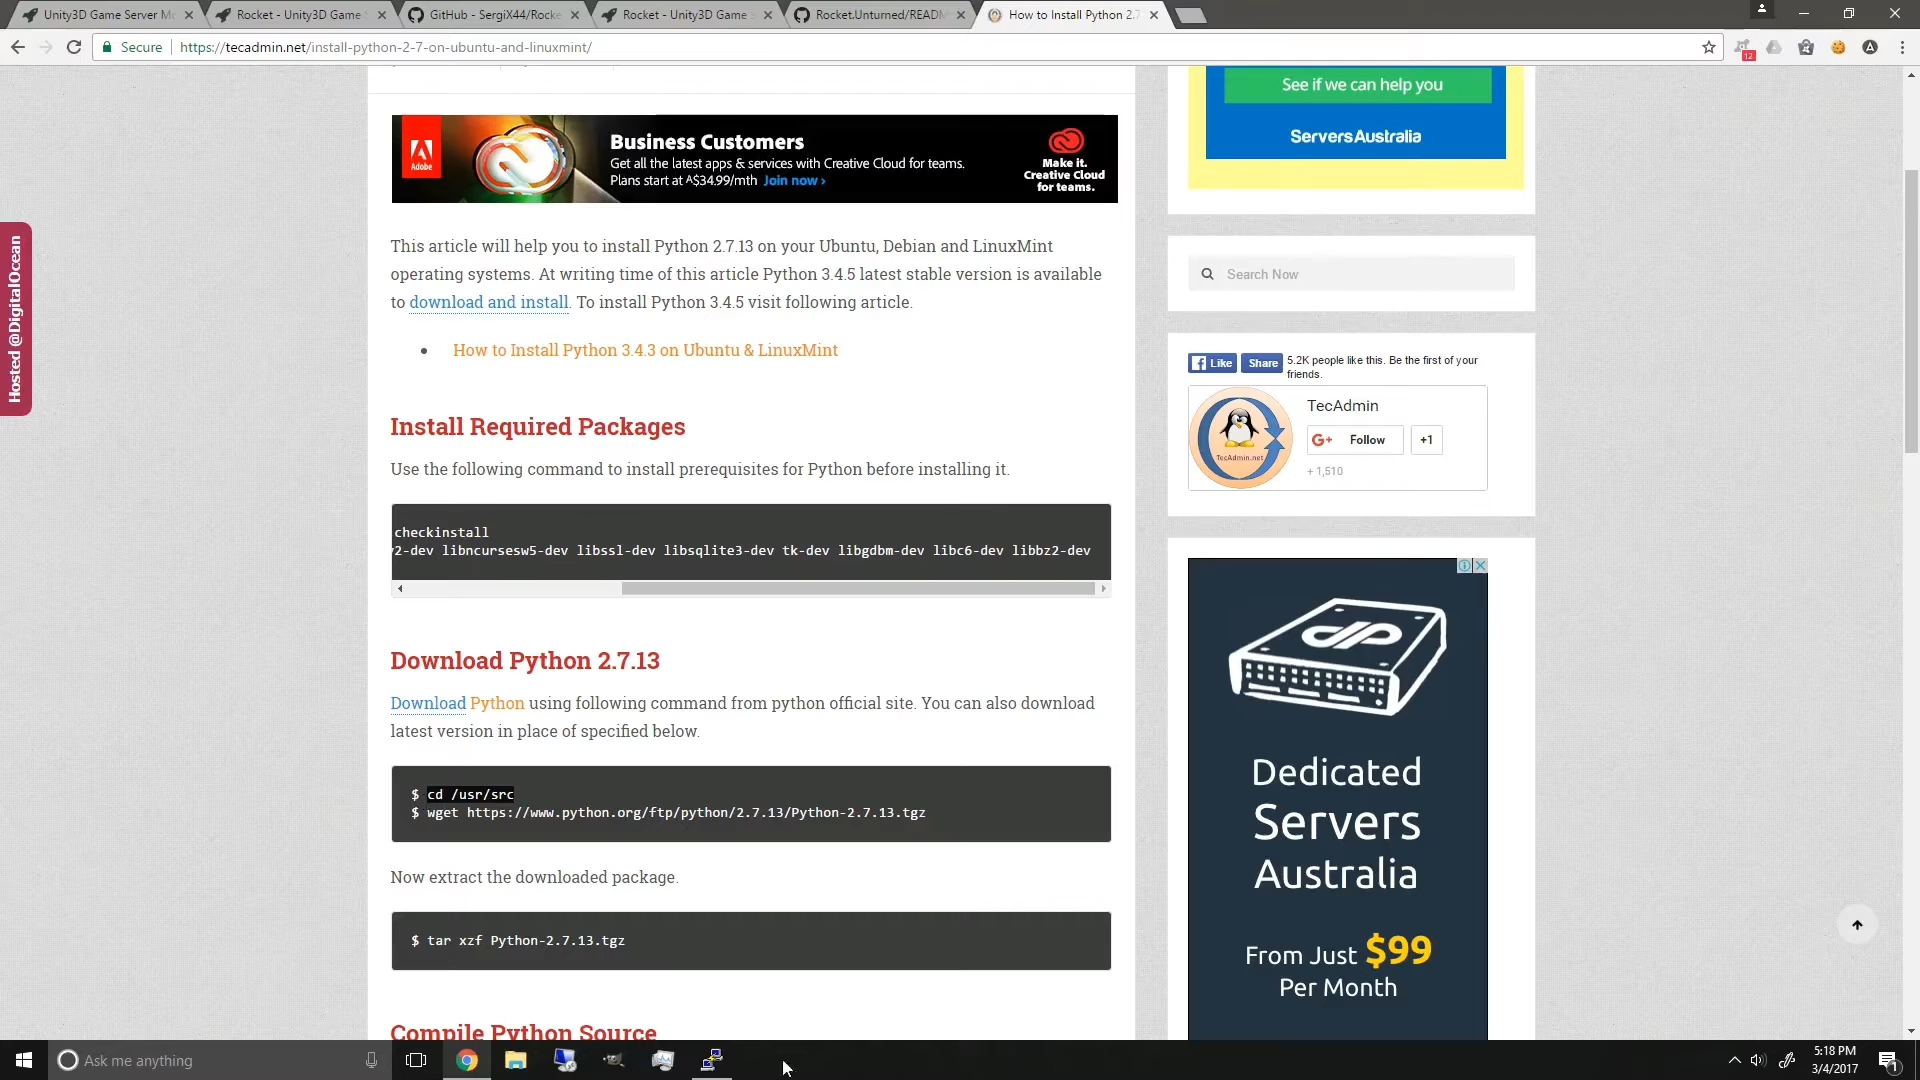 Unity3D Game Server Mo
Rocket - Unity3D Game S
GitHub - SergiX44/Rocke
Rocket - Unity3D Game S
Rocket.Unturned/READM
How to Install Python 2.7
Secure
https://tecadmin.net/install-python-2-7-on-ubuntu-and-linuxmint/
12
A
Hosted @DigitalOcean
Adobe
Business Customers
Get all the latest apps & services with Creative Cloud for teams.
Plans start at A$34.99/mth Join now ›
Make it.
Creative Cloud
for teams.
This article will help you to install Python 2.7.13 on your Ubuntu, Debian and LinuxMint
operating systems. At writing time of this article Python 3.4.5 latest stable version is available
to download and install. To install Python 3.4.5 visit following article.
• How to Install Python 3.4.3 on Ubuntu & LinuxMint
Install Required Packages
Use the following command to install prerequisites for Python before installing it.
checkinstall
2-dev libncursesw5-dev libssl-dev libsqlite3-dev tk-dev libgdbm-dev libc6-dev libbz2-dev
Download Python 2.7.13
Download Python using following command from python official site. You can also download
latest version in place of specified below.
$ cd /usr/src
$ wget https://www.python.org/ftp/python/2.7.13/Python-2.7.13.tgz
Now extract the downloaded package.
$ tar xzf Python-2.7.13.tgz
Compile Python Source
See if we can help you
ServersAustralia
Search Now
Like
Share
5.2K people like this. Be the first of your
friends.
TecAdmin.net
TecAdmin
G+ Follow
+1
+ 1,510
Dedicated
Servers
Australia
From Just $99
Per Month
Ask me anything
5:18 PM
3/4/2017
1